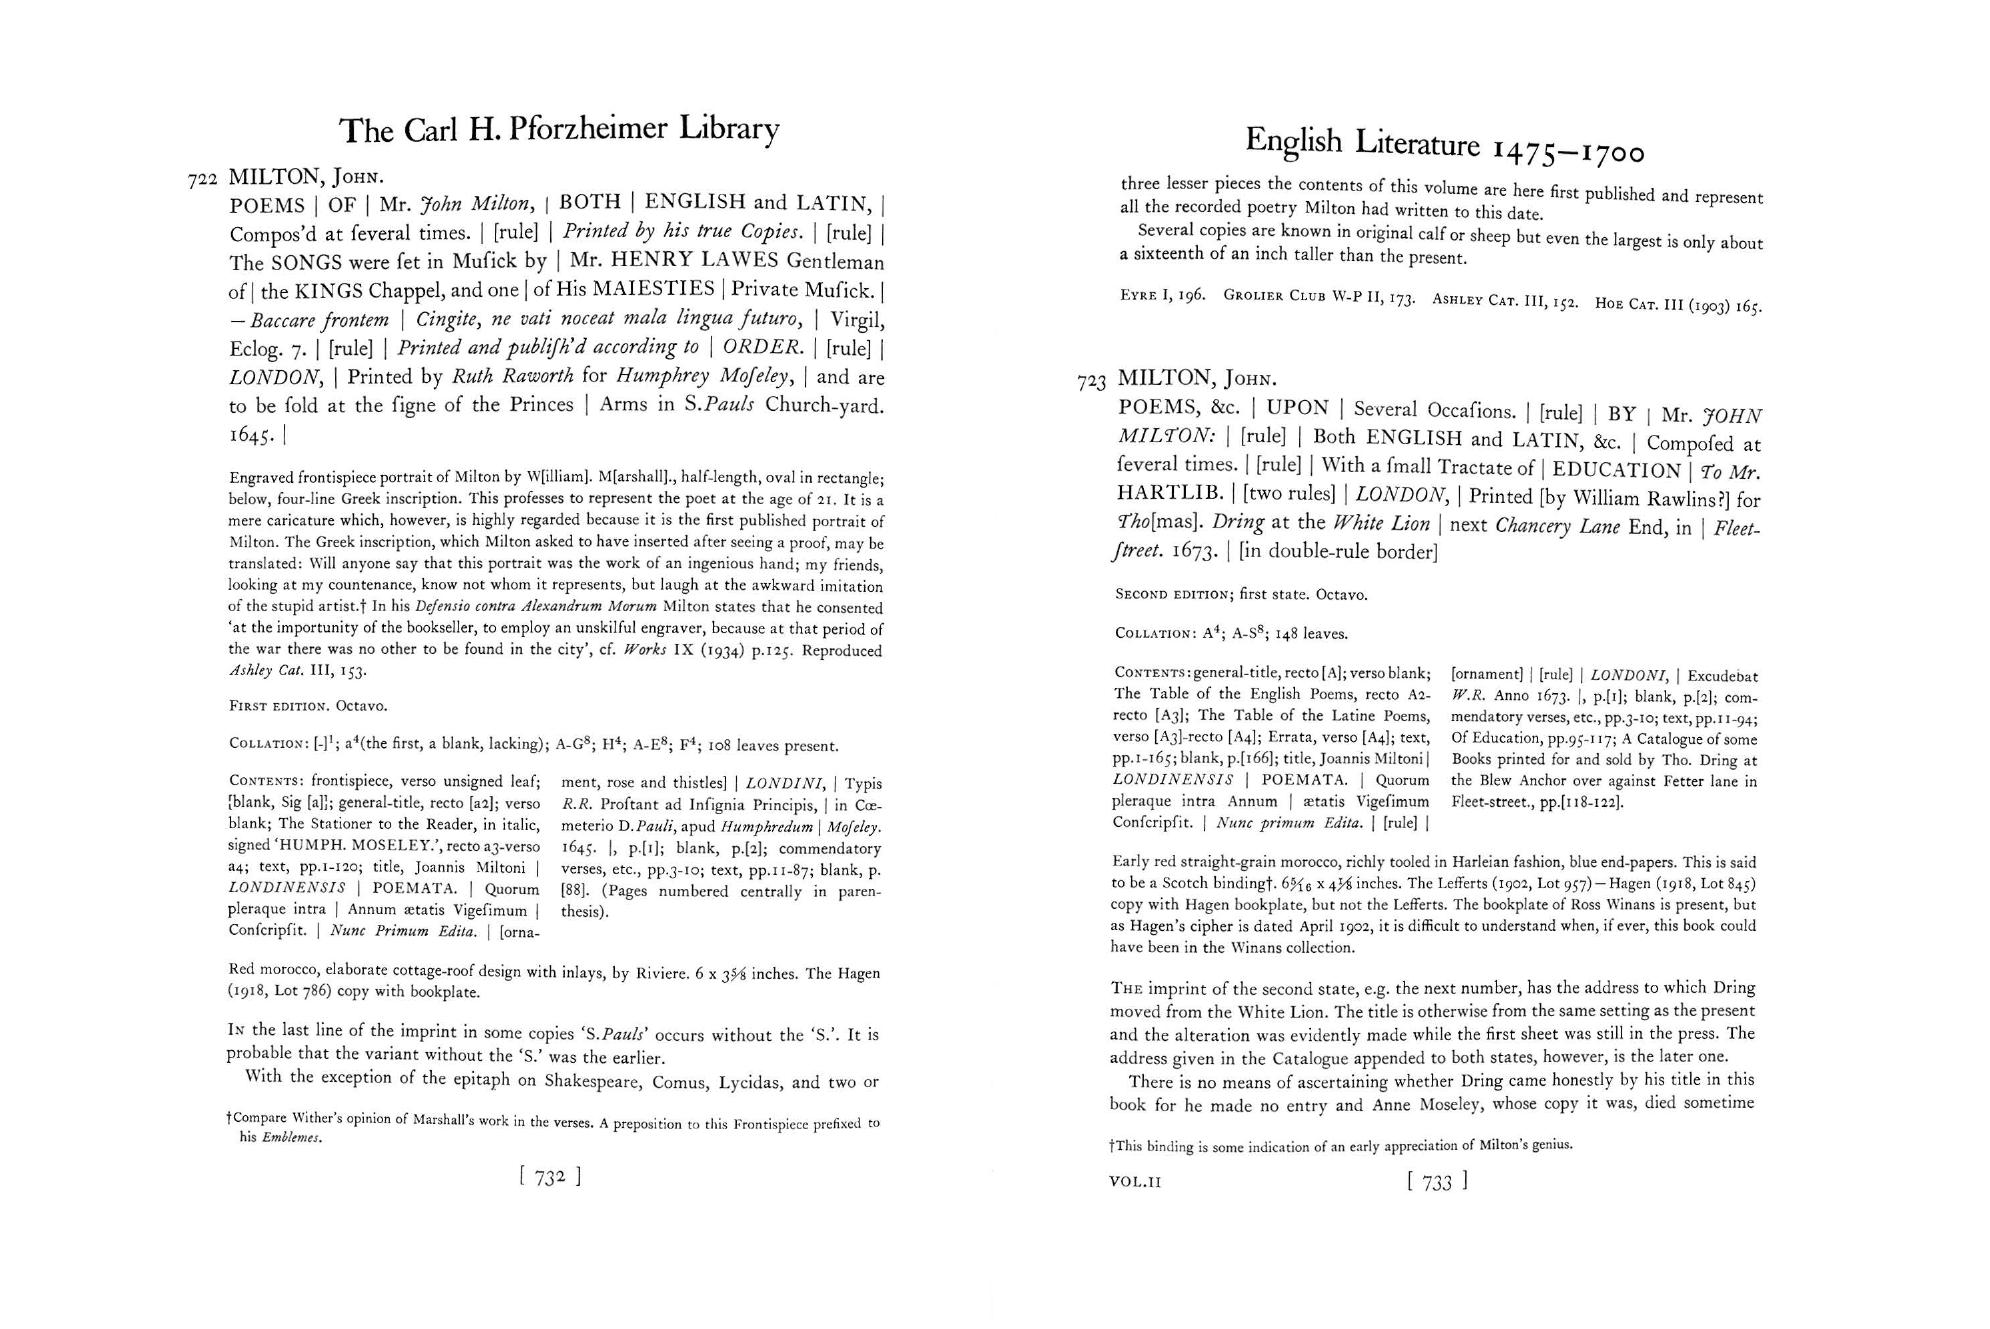 The Carl H. Pforzheimer Library
722 MILTON, John.
POEMS | OF | Mr. John Milton, | BOTH | ENGLISH and LATIN, |
Compos'd at ſeveral times. | [rule] | Printed by his true Copies. | [rule] |
The SONGS were ſet in Muſick by | Mr. HENRY LAWES Gentleman
of | the KINGS Chappel, and one | of His MAIESTIES | Private Muſick. |
—Baccare frontem | Cingite, ne vati noceat mala lingua futuro, | Virgil,
Eclog. 7. | [rule] | Printed and publiſh'd according to | ORDER. | [rule] |
LONDON, | Printed by Ruth Raworth for Humphrey Moſeley, | and are
to be ſold at the ſigne of the Princes | Arms in S.Pauls Church-yard.
1645. |
Engraved frontispiece portrait of Milton by W[illiam]. M[arshall]., half-length, oval in rectangle;
below, four-line Greek inscription. This professes to represent the poet at the age of 21. It is a
mere caricature which, however, is highly regarded because it is the first published portrait of
Milton. The Greek inscription, which Milton asked to have inserted after seeing a proof, may be
translated: Will anyone say that this portrait was the work of an ingenious hand; my friends,
looking at my countenance, know not whom it represents, but laugh at the awkward imitation
of the stupid artist.† In his Defensio contra Alexandrum Morum Milton states that he consented
'at the importunity of the bookseller, to employ an unskilful engraver, because at that period of
the war there was no other to be found in the city', cf. Works IX (1934) p.125. Reproduced
Ashley Cat. III, 153.
First edition. Octavo.
Collation: [-]¹; a⁴(the first, a blank, lacking); A-G⁸; H⁴; A-E⁸; F⁴; 108 leaves present.
Contents: frontispiece, verso unsigned leaf;
[blank, Sig [a]]; general-title, recto [a2]; verso
blank; The Stationer to the Reader, in italic,
signed 'HUMPH. MOSELEY.', recto a3-verso
a4; text, pp.1-120; title, Joannis Miltoni |
LONDINENSIS | POEMATA. | Quorum
pleraque intra | Annum ætatis Vigeſimum |
Conſcripſit. | Nunc Primum Edita. | [orna-
ment, rose and thistles] | LONDINI, | Typis
R.R. Proſtant ad Inſignia Principis, | in Cœ-
meterio D.Pauli, apud Humphredum | Moſeley.
1645. |, p.[1]; blank, p.[2]; commendatory
verses, etc., pp.3-10; text, pp.11-87; blank, p.
[88]. (Pages numbered centrally in paren-
thesis).
Red morocco, elaborate cottage-roof design with inlays, by Riviere. 6 x 3⅝ inches. The Hagen
(1918, Lot 786) copy with bookplate.
In the last line of the imprint in some copies 'S.Pauls' occurs without the 'S.'. It is
probable that the variant without the 'S.' was the earlier.
With the exception of the epitaph on Shakespeare, Comus, Lycidas, and two or
†Compare Wither's opinion of Marshall's work in the verses. A preposition to this Frontispiece prefixed to
his Emblemes.
[ 732 ]
English Literature 1475—1700
three lesser pieces the contents of this volume are here first published and represent
all the recorded poetry Milton had written to this date.
Several copies are known in original calf or sheep but even the largest is only about
a sixteenth of an inch taller than the present.
Eyre I, 196. Grolier Club W-P II, 173. Ashley Cat. III, 152. Hoe Cat. III (1903) 165.
723 MILTON, John.
POEMS, &c. | UPON | Several Occaſions. | [rule] | BY | Mr. JOHN
MILTON: | [rule] | Both ENGLISH and LATIN, &c. | Compoſed at
ſeveral times. | [rule] | With a ſmall Tractate of | EDUCATION | To Mr.
HARTLIB. | [two rules] | LONDON, | Printed [by William Rawlins?] for
Tho[mas]. Dring at the White Lion | next Chancery Lane End, in | Fleet-
ſtreet. 1673. | [in double-rule border]
Second edition; first state. Octavo.
Collation: A⁴; A-S⁸; 148 leaves.
Contents: general-title, recto [A]; verso blank;
The Table of the English Poems, recto A2-
recto [A3]; The Table of the Latine Poems,
verso [A3]-recto [A4]; Errata, verso [A4]; text,
pp.1-165; blank, p.[166]; title, Joannis Miltoni |
LONDINENSIS | POEMATA. | Quorum
pleraque intra Annum | ætatis Vigeſimum
Conſcripſit. | Nunc primum Edita. | [rule] |
[ornament] | [rule] | LONDONI, | Excudebat
W.R. Anno 1673. |, p.[1]; blank, p.[2]; com-
mendatory verses, etc., pp.3-10; text, pp.11-94;
Of Education, pp.95-117; A Catalogue of some
Books printed for and sold by Tho. Dring at
the Blew Anchor over against Fetter lane in
Fleet-street., pp.[118-122].
Early red straight-grain morocco, richly tooled in Harleian fashion, blue end-papers. This is said
to be a Scotch binding†. 6⁵⁄₁₆ x 4⅛ inches. The Lefferts (1902, Lot 957)—Hagen (1918, Lot 845)
copy with Hagen bookplate, but not the Lefferts. The bookplate of Ross Winans is present, but
as Hagen's cipher is dated April 1902, it is difficult to understand when, if ever, this book could
have been in the Winans collection.
The imprint of the second state, e.g. the next number, has the address to which Dring
moved from the White Lion. The title is otherwise from the same setting as the present
and the alteration was evidently made while the first sheet was still in the press. The
address given in the Catalogue appended to both states, however, is the later one.
There is no means of ascertaining whether Dring came honestly by his title in this
book for he made no entry and Anne Moseley, whose copy it was, died sometime
†This binding is some indication of an early appreciation of Milton's genius.
VOL.II
[ 733 ]